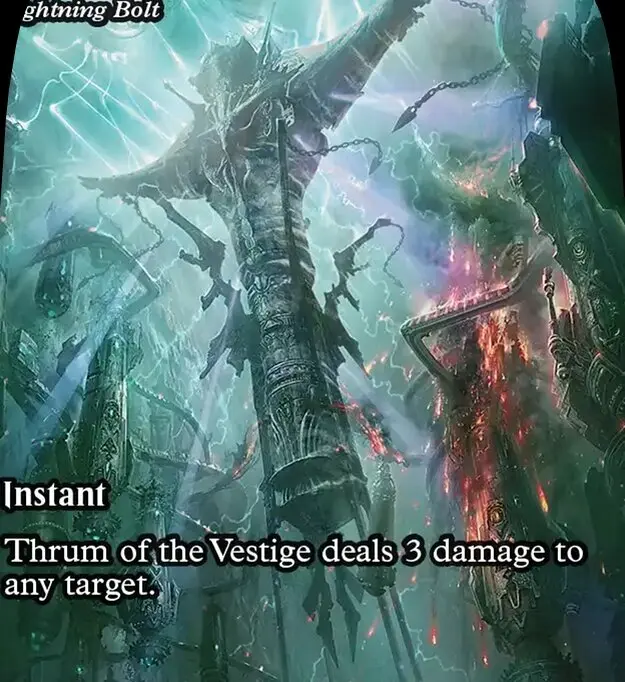 ghtning Bolt
Instant
Thrum of the Vestige deals 3 damage to
any target.